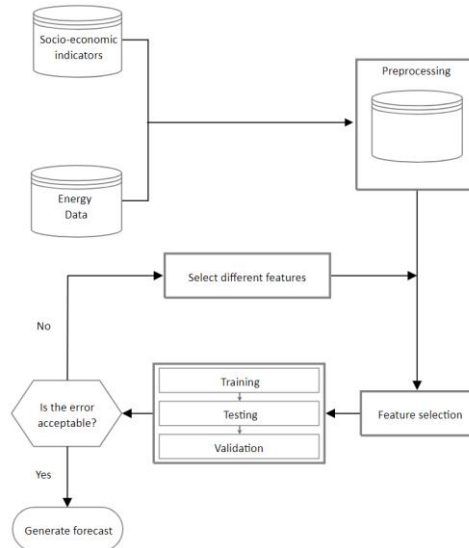 Socio-economic
indicators
Preprocessing
Energy
Data
Select different features
No
Training
Testing
Validation
Is the error
acceptable?
Feature selection
Yes
Generate forecast